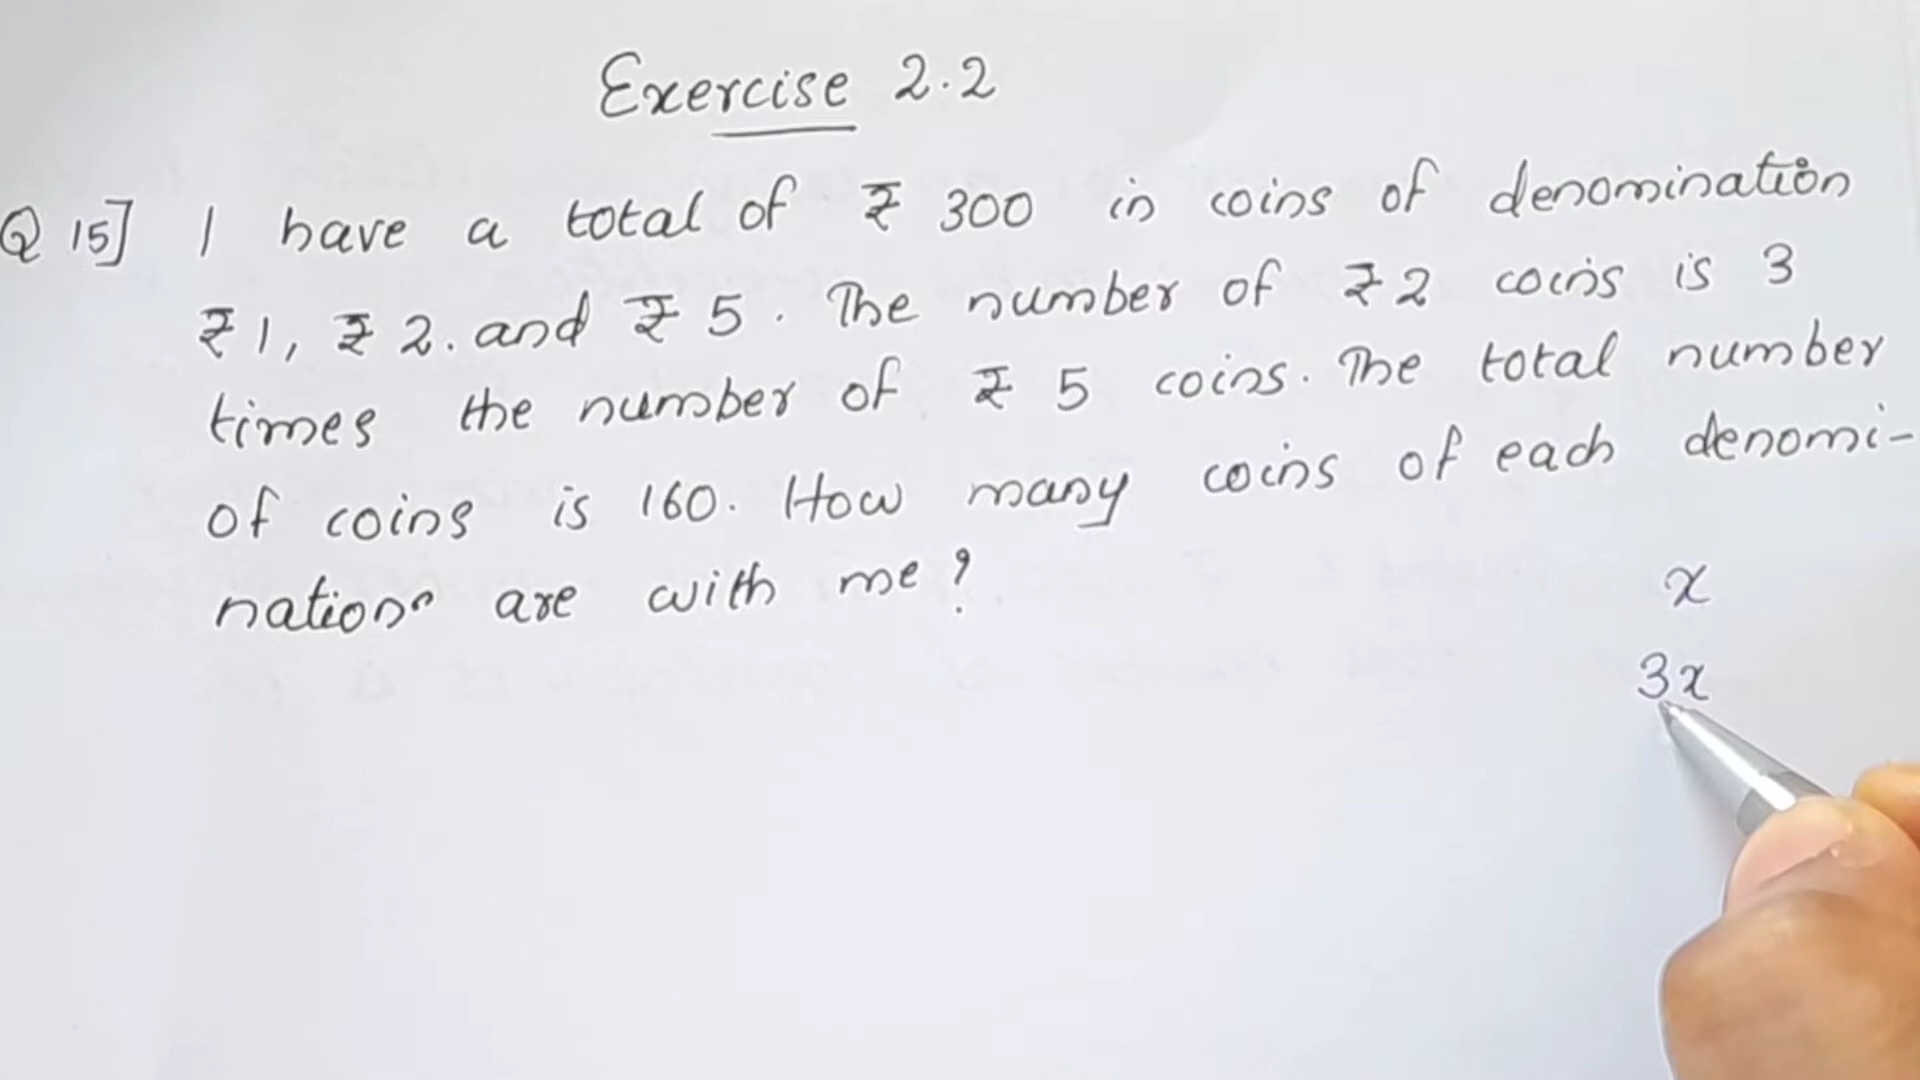 Exercise 2.2
Q 15] I have a total of ₹ 300 in coins of denomination
₹ 1, ₹ 2. and ₹ 5. The number of ₹ 2 coins is 3
times the number of ₹ 5 coins. The total number
of coins is 160. How many coins of each denomi-
nations are with me?
x
3x